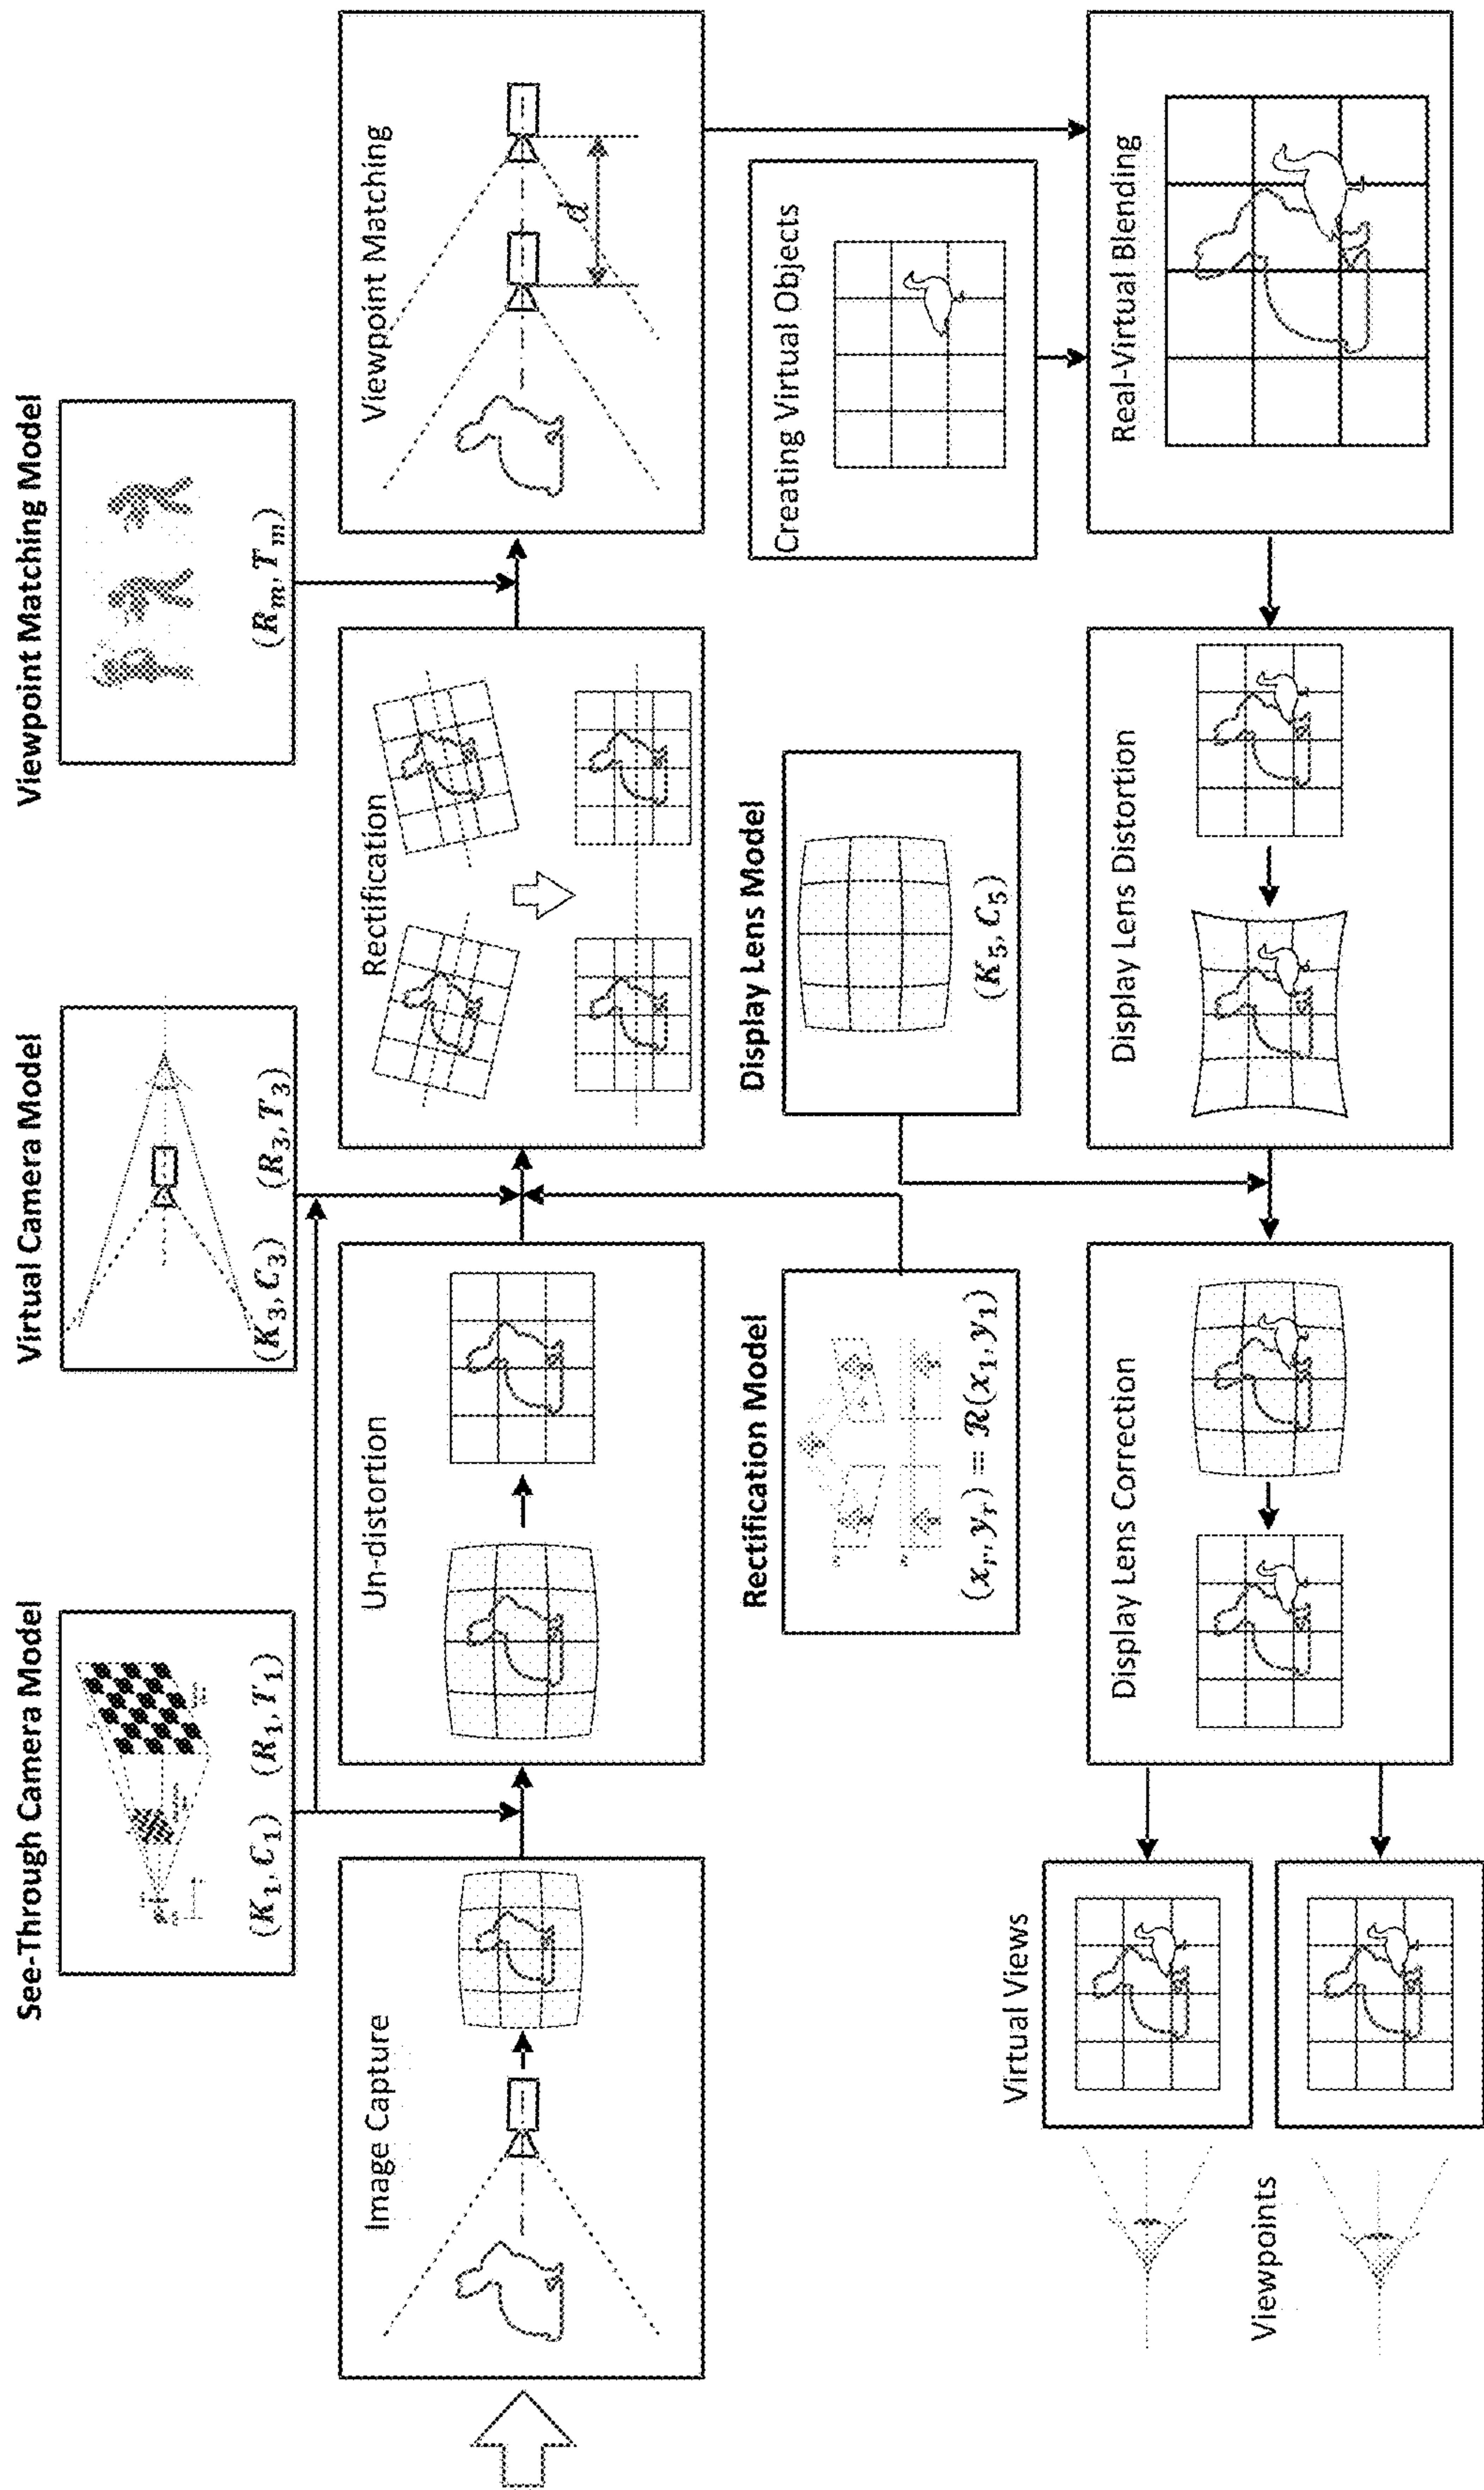 See-Through Camera Model
(K₁, C₁) (R₁, T₁)
Virtual Camera Model
(K₃, C₃) (R₃, T₃)
Viewpoint Matching Model
(Rₘ, Tₘ)
Image Capture
Un-distortion
Rectification
Viewpoint Matching
d
Rectification Model
(xᵣ, yᵣ) = R(x₁, y₁)
Display Lens Model
(K₅, C₅)
Creating Virtual Objects
Virtual Views
Viewpoints
Display Lens Correction
Display Lens Distortion
Real-Virtual Blending